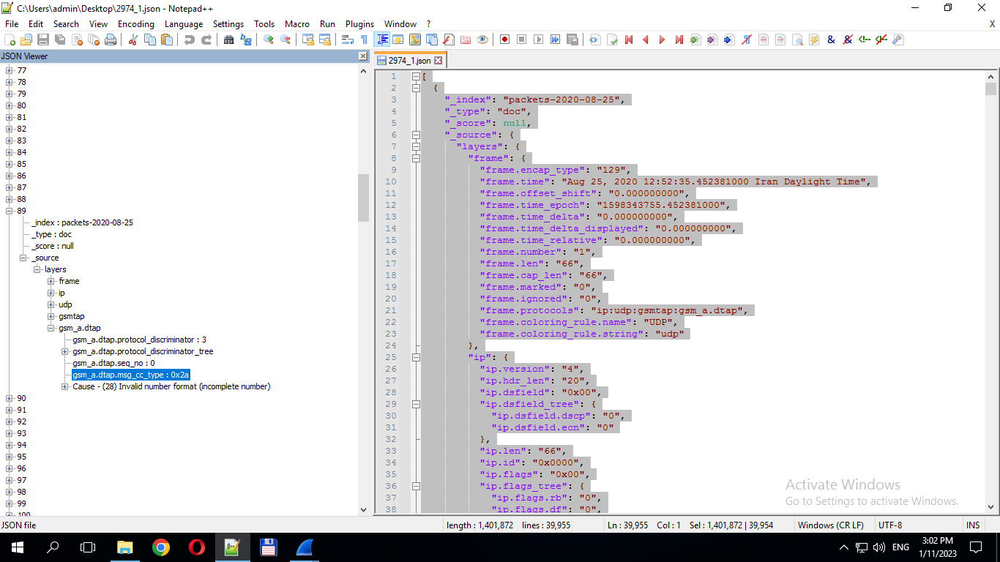 C:\Users\admin\Desktop\2974_1.json - Notepad++
File Edit Search View Encoding Language Settings Tools Macro Run Plugins Window ? X
JSON Viewer
77
78
79
80
81
82
83
84
85
86
87
88
89
_index : packets-2020-08-25
_type : doc
_score : null
_source
layers
frame
ip
udp
gsmtap
gsm_a.dtap
gsm_a.dtap.protocol_discriminator : 3
gsm_a.dtap.protocol_discriminator_tree
gsm_a.dtap.seq_no : 0
gsm_a.dtap.msg_cc_type : 0x2a
Cause - (28) Invalid number format (incomplete number)
90
91
92
93
94
95
96
97
98
99
100
2974_1.json
1 [
2 {
3 "_index": "packets-2020-08-25",
4 "_type": "doc",
5 "_score": null,
6 "_source": {
7 "layers": {
8 "frame": {
9 "frame.encap_type": "129",
10 "frame.time": "Aug 25, 2020 12:52:35.452381000 Iran Daylight Time",
11 "frame.offset_shift": "0.000000000",
12 "frame.time_epoch": "1598343755.452381000",
13 "frame.time_delta": "0.000000000",
14 "frame.time_delta_displayed": "0.000000000",
15 "frame.time_relative": "0.000000000",
16 "frame.number": "1",
17 "frame.len": "66",
18 "frame.cap_len": "66",
19 "frame.marked": "0",
20 "frame.ignored": "0",
21 "frame.protocols": "ip:udp:gsmtap:gsm_a.dtap",
22 "frame.coloring_rule.name": "UDP",
23 "frame.coloring_rule.string": "udp"
24 },
25 "ip": {
26 "ip.version": "4",
27 "ip.hdr_len": "20",
28 "ip.dsfield": "0x00",
29 "ip.dsfield_tree": {
30 "ip.dsfield.dscp": "0",
31 "ip.dsfield.ecn": "0"
32 },
33 "ip.len": "66",
34 "ip.id": "0x0000",
35 "ip.flags": "0x00",
36 "ip.flags_tree": {
37 "ip.flags.rb": "0",
38 "ip.flags.df": "0",
Activate Windows
Go to Settings to activate Windows.
JSON file length : 1,401,872 lines : 39,955 Ln : 39,955 Col : 1 Sel : 1,401,872 | 39,954 Windows (CR LF) UTF-8 INS
ENG
3:02 PM
1/11/2023